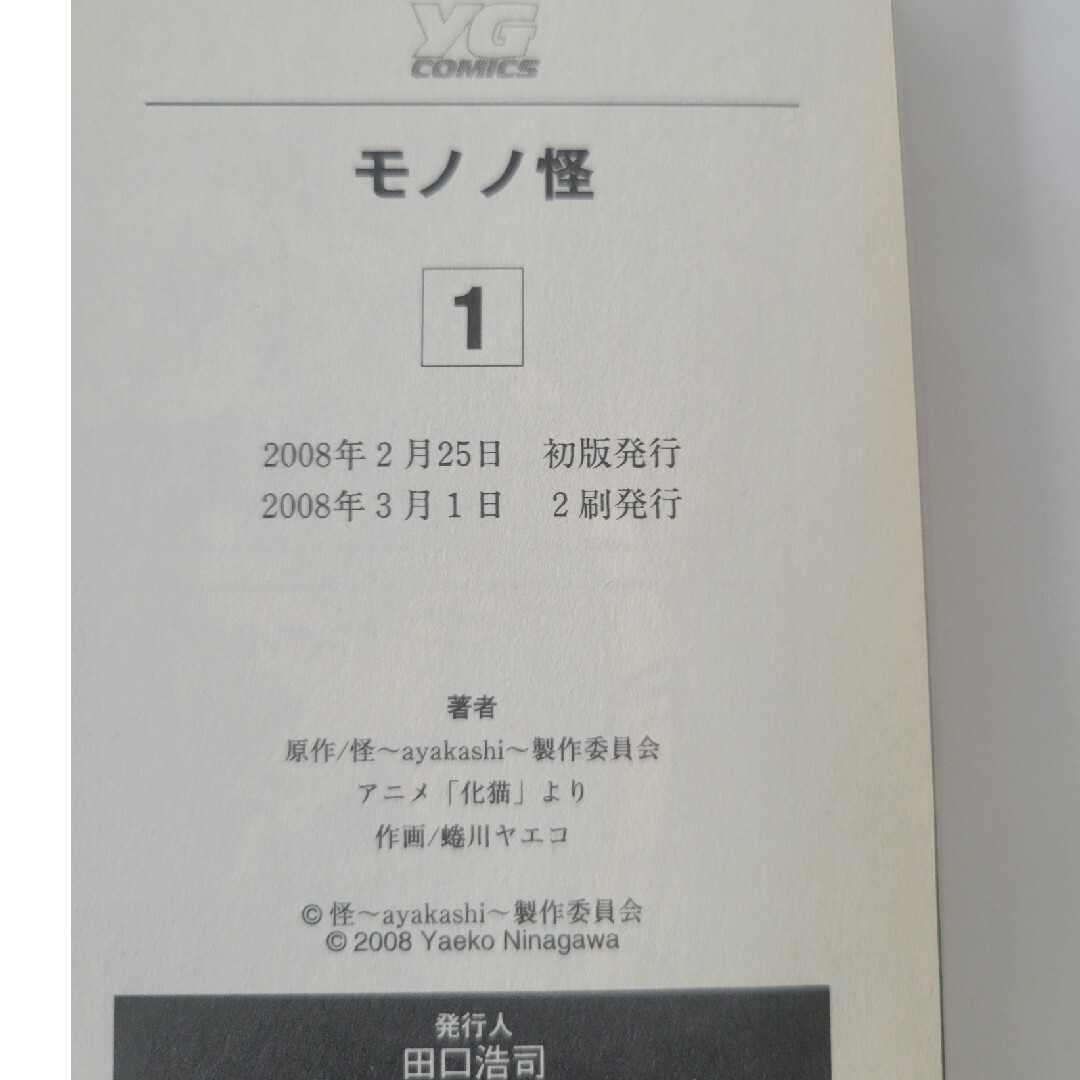 YG
COMICS
モノノ怪
1
2008年2月25日 初版発行
2008年3月1日 2刷発行
著者
原作/怪～ayakashi～製作委員会
アニメ「化猫」より
作画/蜷川ヤエコ
© 怪～ayakashi～製作委員会
© 2008 Yaeko Ninagawa
発行人
田口浩司